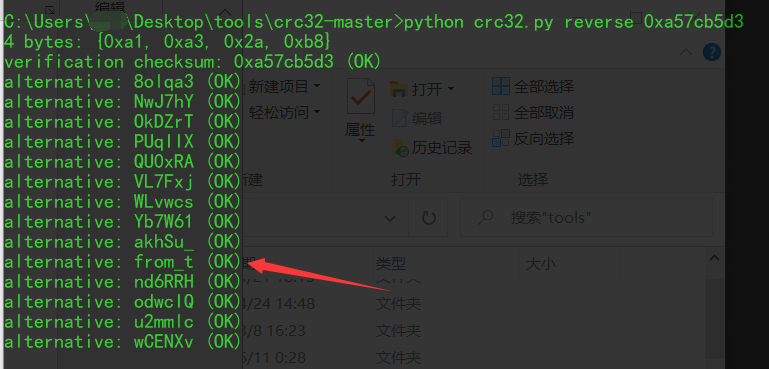 C:\Users\ \Desktop\tools\crc32-master>python crc32.py reverse 0xa57cb5d3
4 bytes: {0xa1, 0xa3, 0x2a, 0xb8}
verification checksum: 0xa57cb5d3 (OK)
alternative: 8olqa3 (OK)
alternative: NwJ7hY (OK)
alternative: OkDZrT (OK)
alternative: PUqlIX (OK)
alternative: QUOxRA (OK)
alternative: VL7Fxj (OK)
alternative: WLvwcs (OK)
alternative: Yb7W61 (OK)
alternative: akhSu_ (OK)
alternative: from_t (OK)
alternative: nd6RRH (OK)
alternative: odwcIQ (OK)
alternative: u2mmlc (OK)
alternative: wCENXv (OK)
编辑
新建项目
轻松访问
新建
属性
打开
编辑
历史记录
打开
全部选择
全部取消
反向选择
选择
搜索"tools"
期
类型
大小
4/24 14:48
文件夹
3/8 16:23
文件夹
6/11 0:28
文件夹